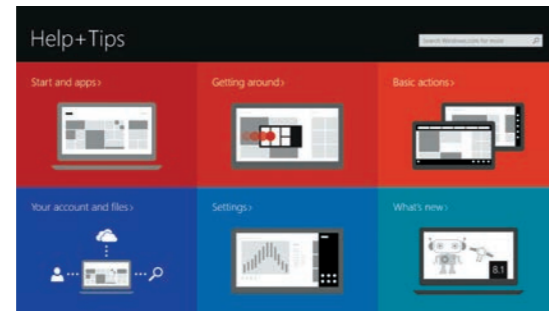 Help+Tips
Search Windows.com for more
Start and apps>
Getting around>
Basic actions>
Your account and files>
Settings>
What's new>
8.1